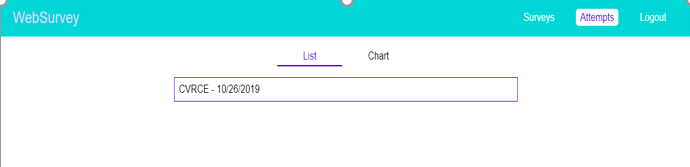 WebSurvey Surveys Attempts Logout
List Chart
CVRCE - 10/26/2019